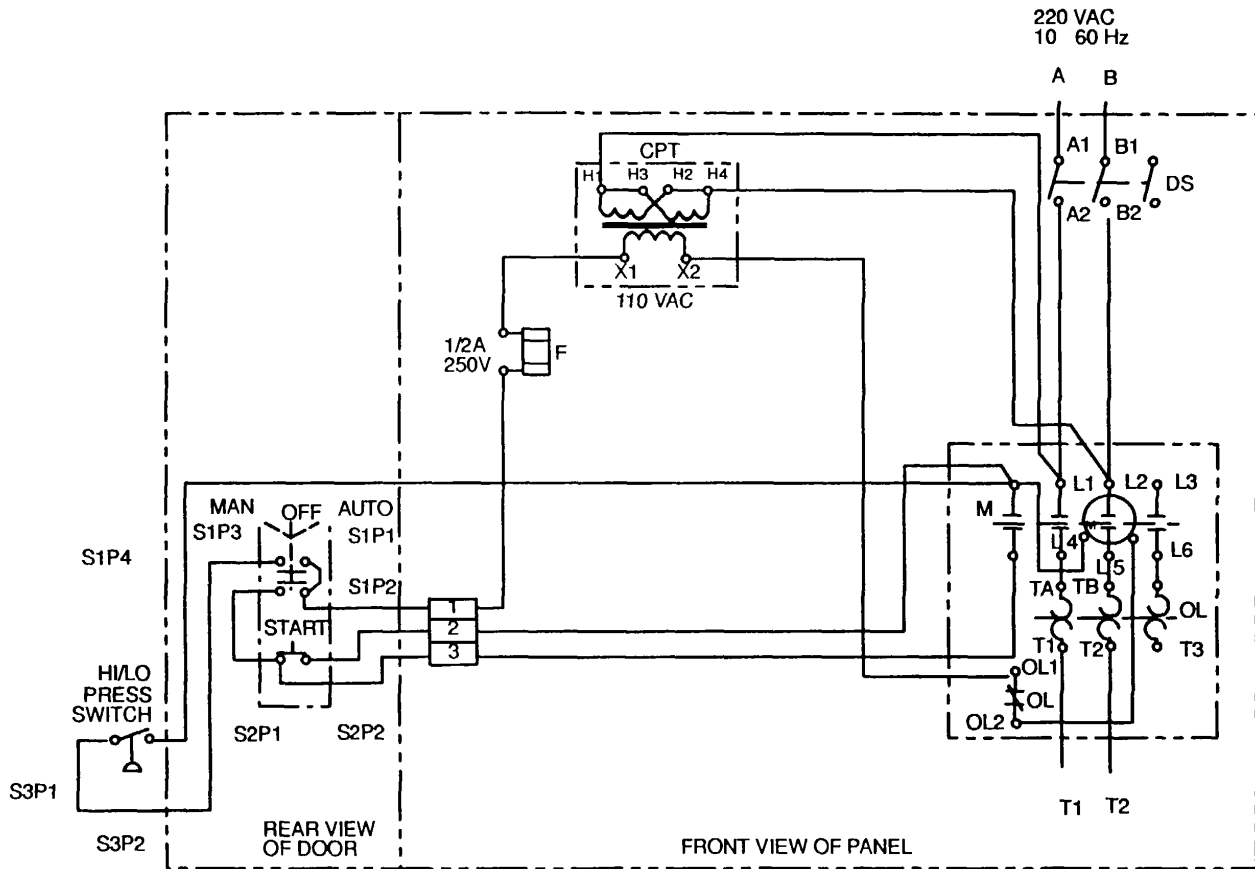 220 VAC
10 60 Hz
A B
A1 B1
DS
A2 B2
CPT
H1 H3 H2 H4
X1 X2
110 VAC
1/2A
250V
F
MAN OFF AUTO
S1P3 S1P1
S1P4
S1P2
START
1
2
3
HI/LO
PRESS
SWITCH
S2P1 S2P2
S3P1
S3P2
M L1 L2 L3
M
L4 L5 L6
TA TB
OL
T1 T2 T3
OL1
OL
OL2
T1 T2
REAR VIEW
OF DOOR
FRONT VIEW OF PANEL